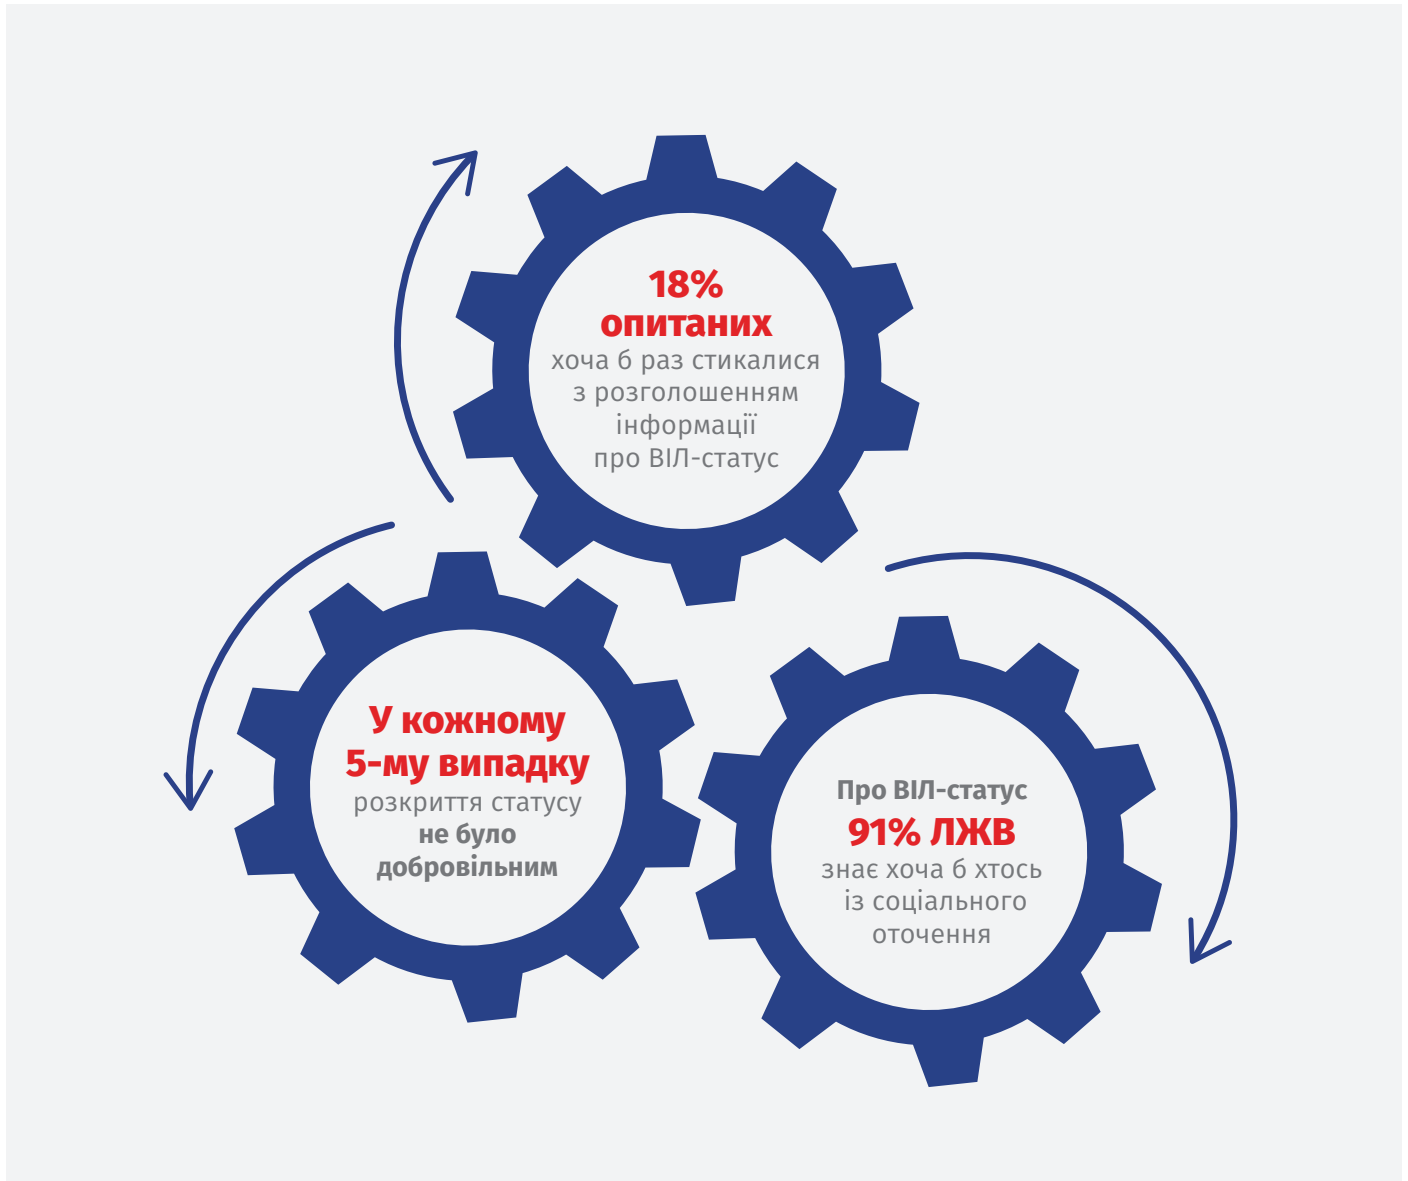 18%
опитаних
хоча б раз стикалися
з розголошенням
інформації
про ВІЛ-статус
У кожному
5-му випадку
розкриття статусу
не було
добровільним
Про ВІЛ-статус
91% ЛЖВ
знає хоча б хтось
із соціального
оточення